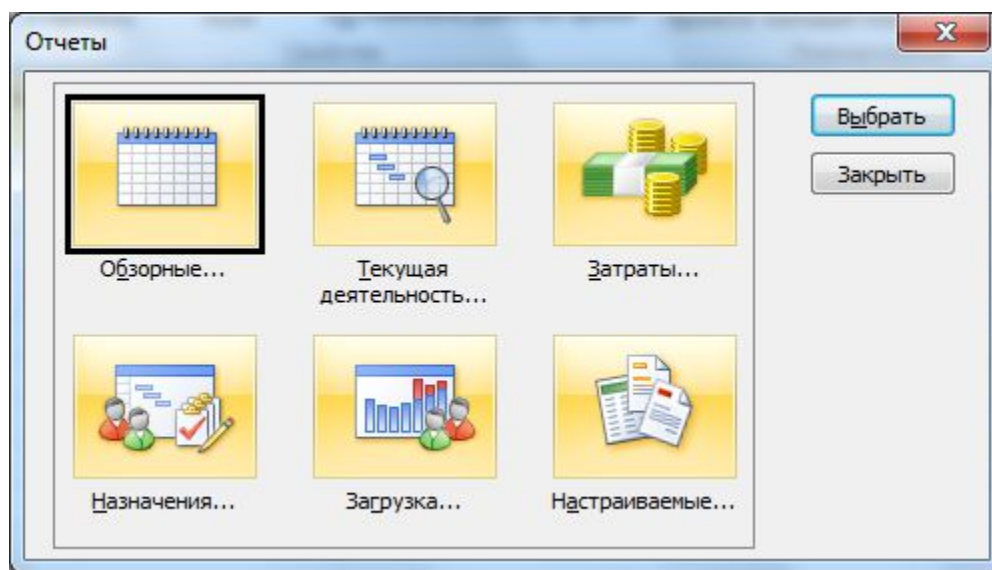 Отчеты
Выбрать
Закрыть
Обзорные...
Текущая
деятельность...
Затраты...
Назначения...
Загрузка...
Настраиваемые...